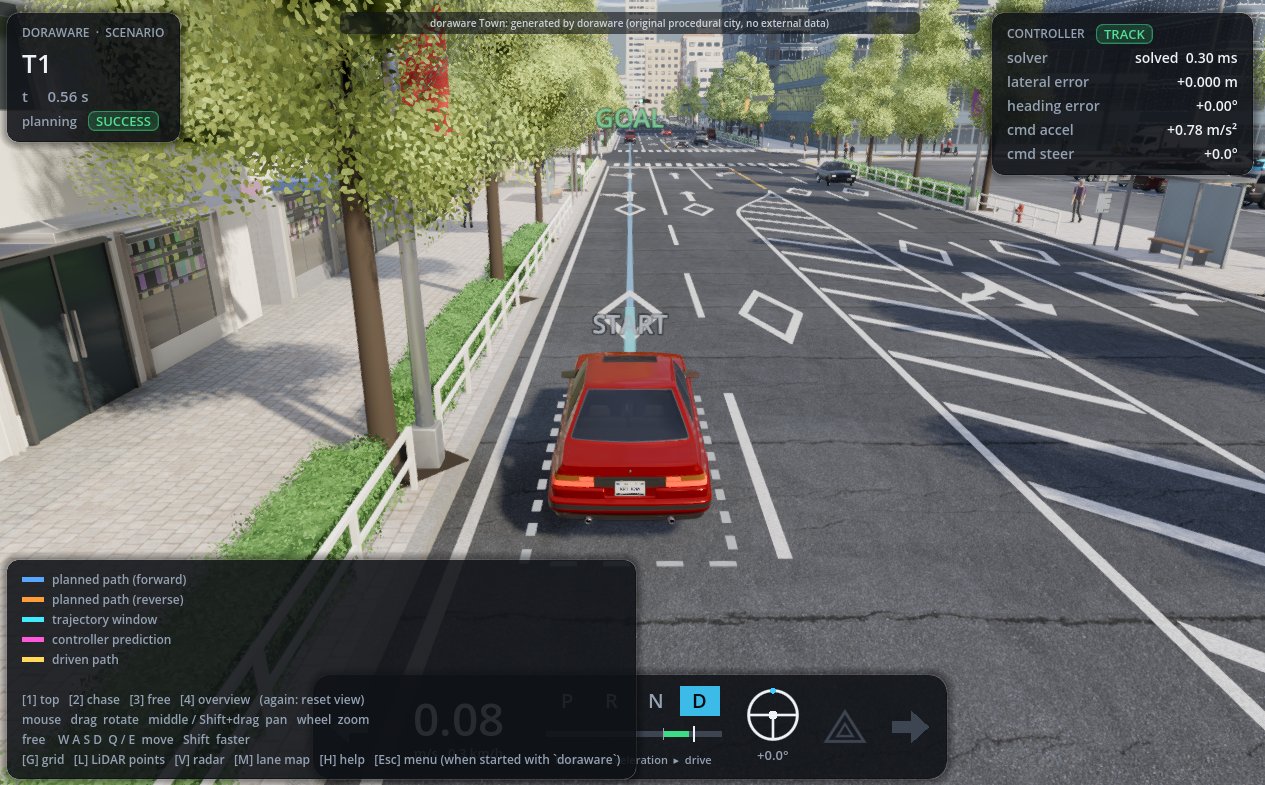 doraware Town: generated by doraware (original procedural city, no external data)
DORAWARE · SCENARIO
T1
t 0.56 s
planning SUCCESS
CONTROLLER TRACK
solver solved 0.30 ms
lateral error +0.000 m
heading error +0.00°
cmd accel +0.78 m/s²
cmd steer +0.0°
GOAL
START
planned path (forward)
planned path (reverse)
trajectory window
controller prediction
driven path
[1] top [2] chase [3] free [4] overview (again: reset view)
mouse drag rotate middle / Shift+drag pan wheel zoom
free W A S D Q / E move Shift faster
[G] grid [L] LiDAR points [V] radar [M] lane map [H] help [Esc] menu (when started with `doraware`)
0.08
P R N D
eration ▸ drive
+0.0°